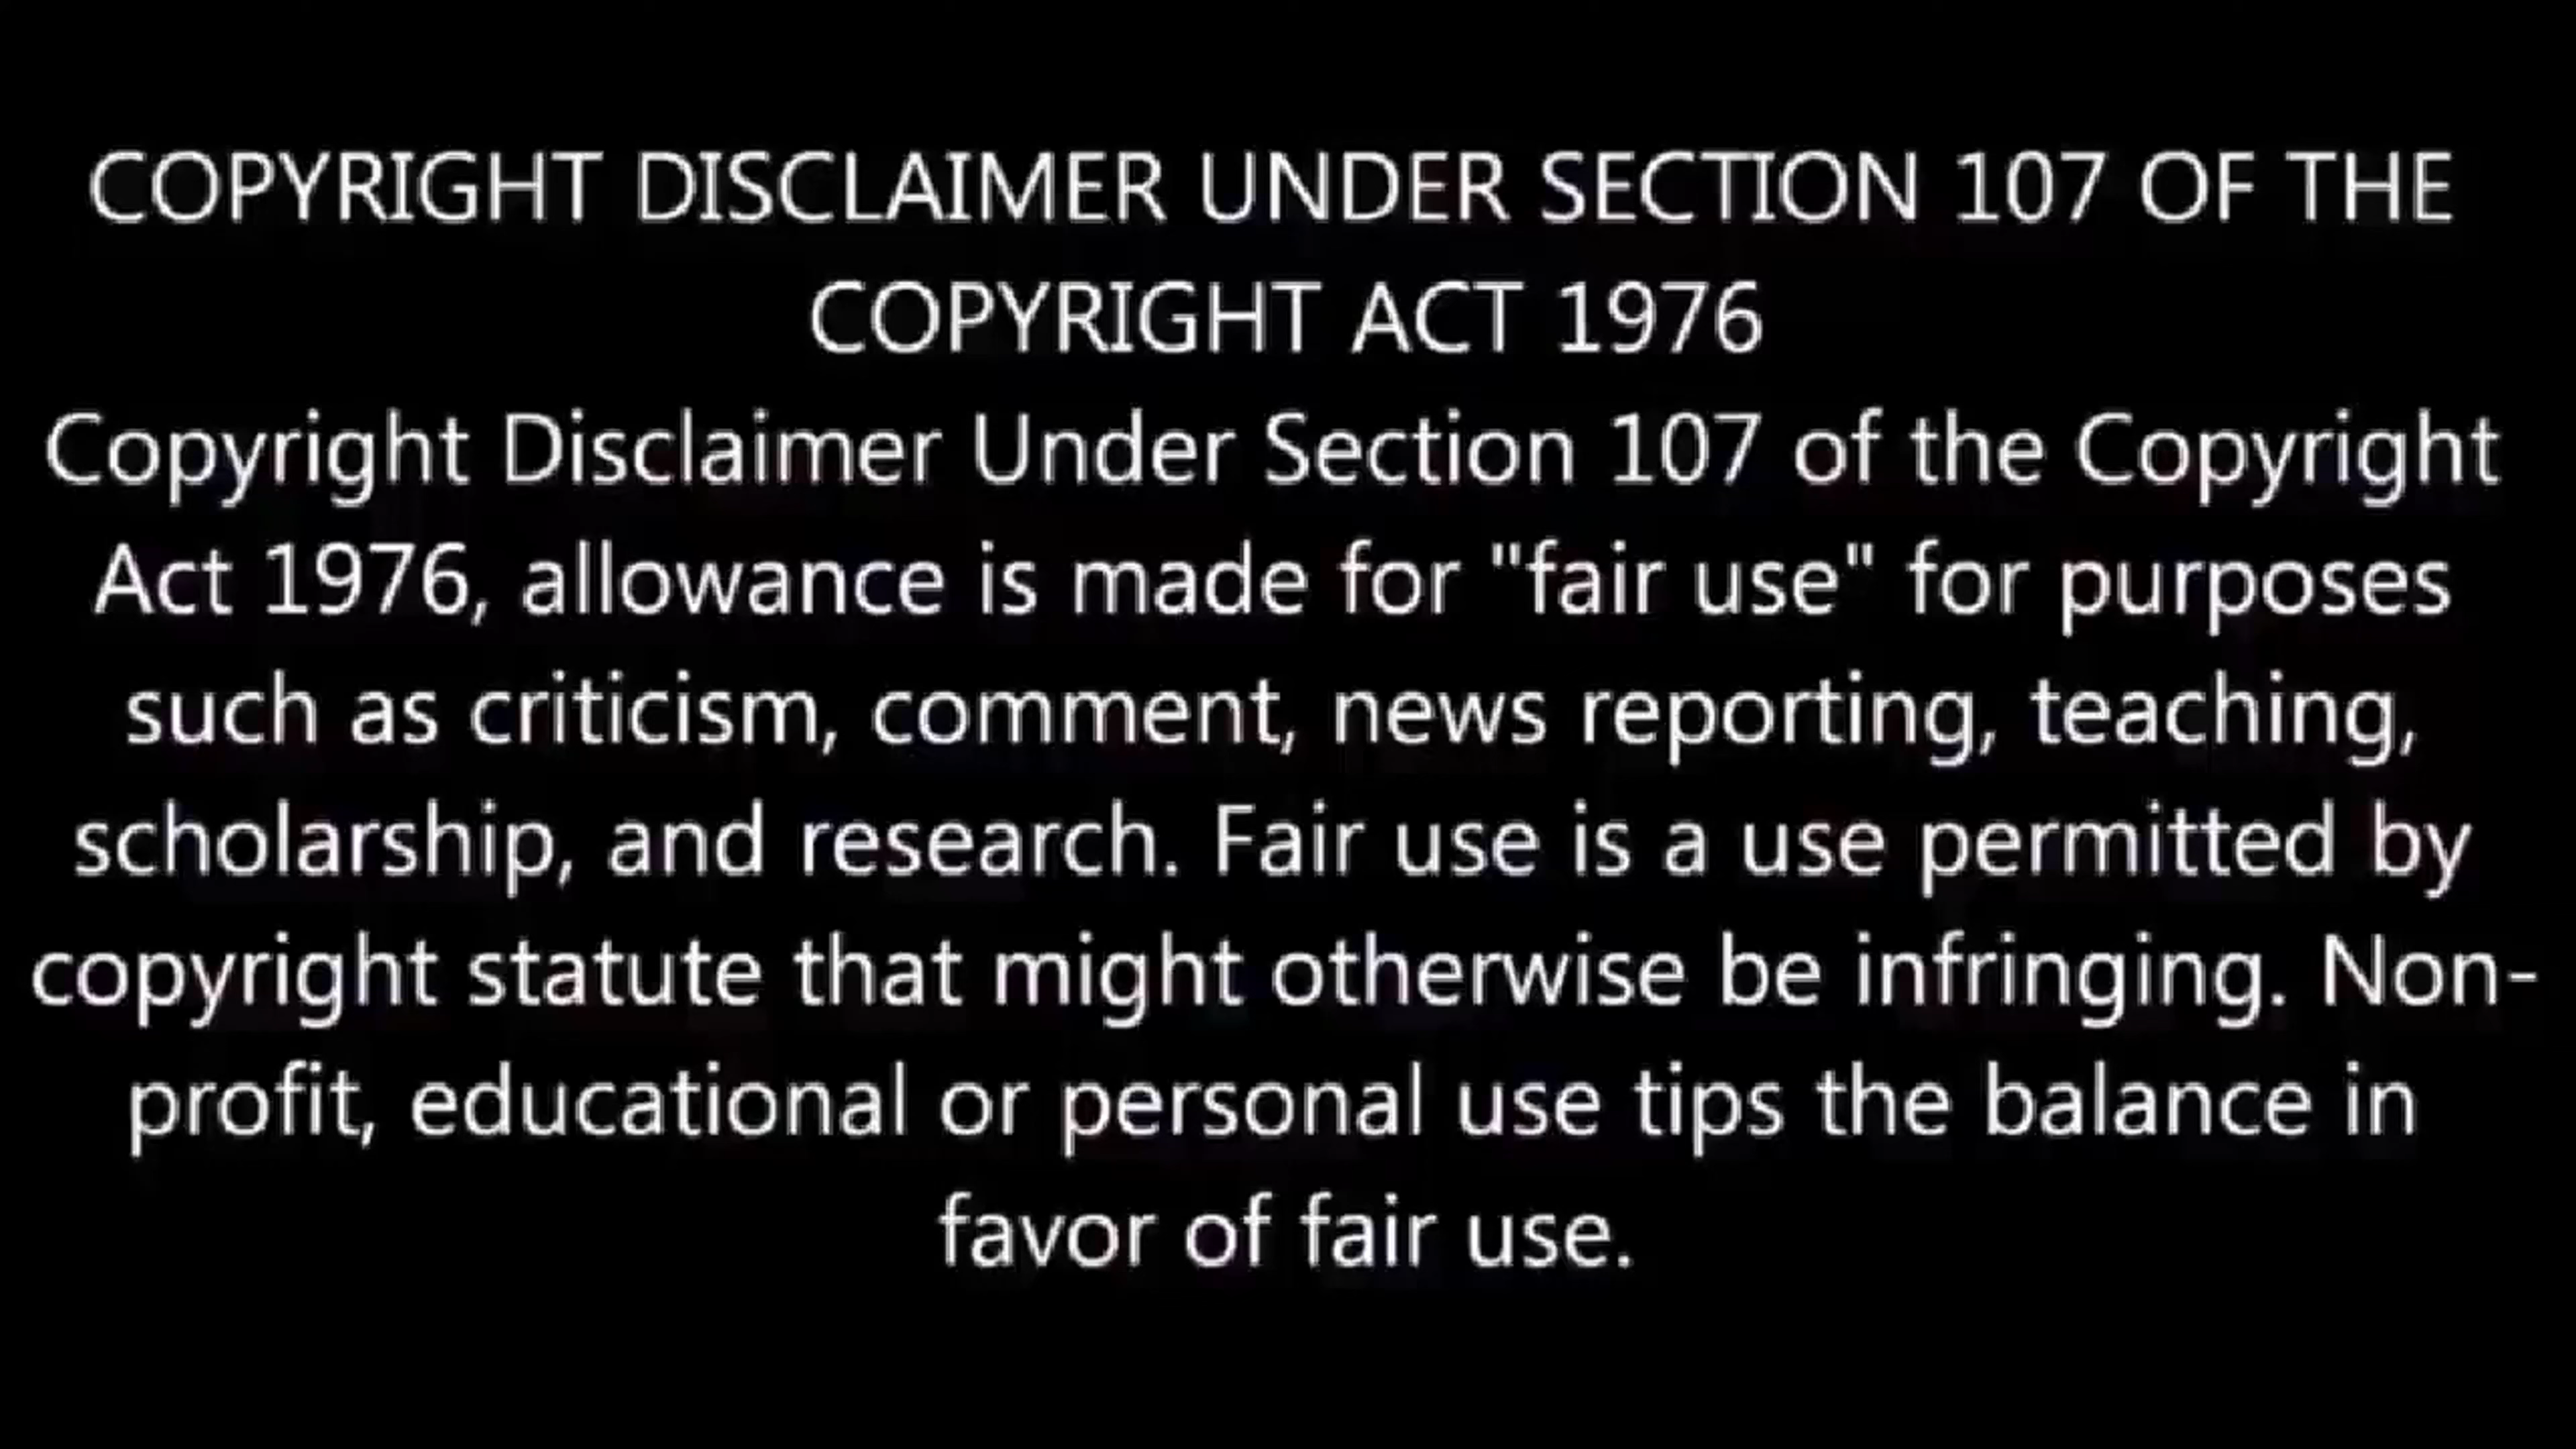 COPYRIGHT DISCLAIMER UNDER SECTION 107 OF THE
COPYRIGHT ACT 1976
Copyright Disclaimer Under Section 107 of the Copyright
Act 1976, allowance is made for "fair use" for purposes
such as criticism, comment, news reporting, teaching,
scholarship, and research. Fair use is a use permitted by
copyright statute that might otherwise be infringing. Non-
profit, educational or personal use tips the balance in
favor of fair use.